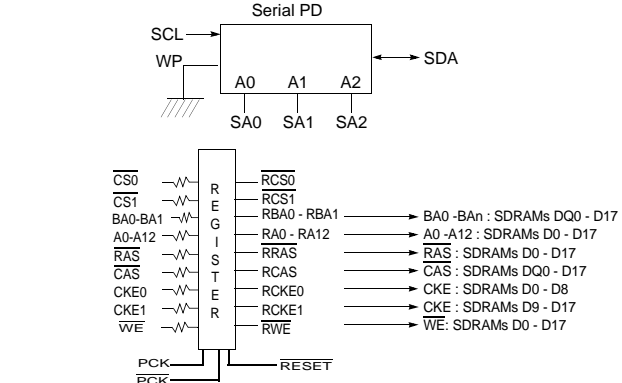 Serial PD
SCL
WP
SDA
A0 A1 A2
SA0 SA1 SA2
REGISTER
CS0 RCS0
CS1 RCS1
BA0-BA1 RBA0 - RBA1 BA0 -BAn : SDRAMs DQ0 - D17
A0-A12 RA0 - RA12 A0 -A12 : SDRAMs D0 - D17
RAS RRAS RAS : SDRAMs D0 - D17
CAS RCAS CAS : SDRAMs DQ0 - D17
CKE0 RCKE0 CKE : SDRAMs D0 - D8
CKE1 RCKE1 CKE : SDRAMs D9 - D17
WE RWE WE: SDRAMs D0 - D17
PCK RESET
PCK